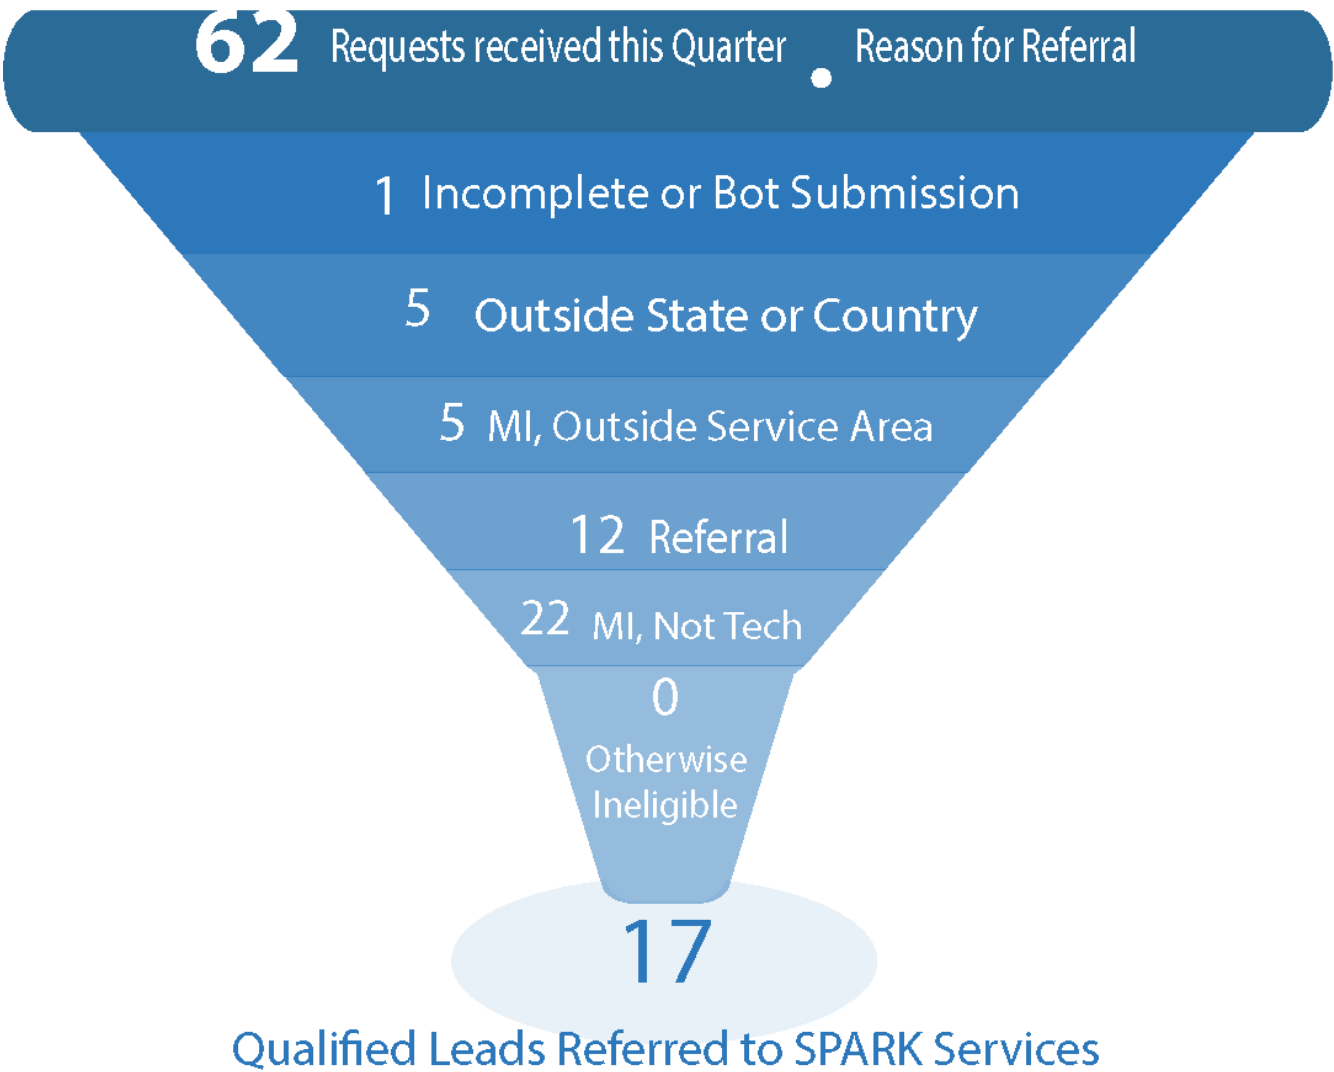 62 Requests received this Quarter • Reason for Referral
1 Incomplete or Bot Submission
5 Outside State or Country
5 MI, Outside Service Area
12 Referral
22 MI, Not Tech
0
Otherwise
Ineligible
17
Qualified Leads Referred to SPARK Services